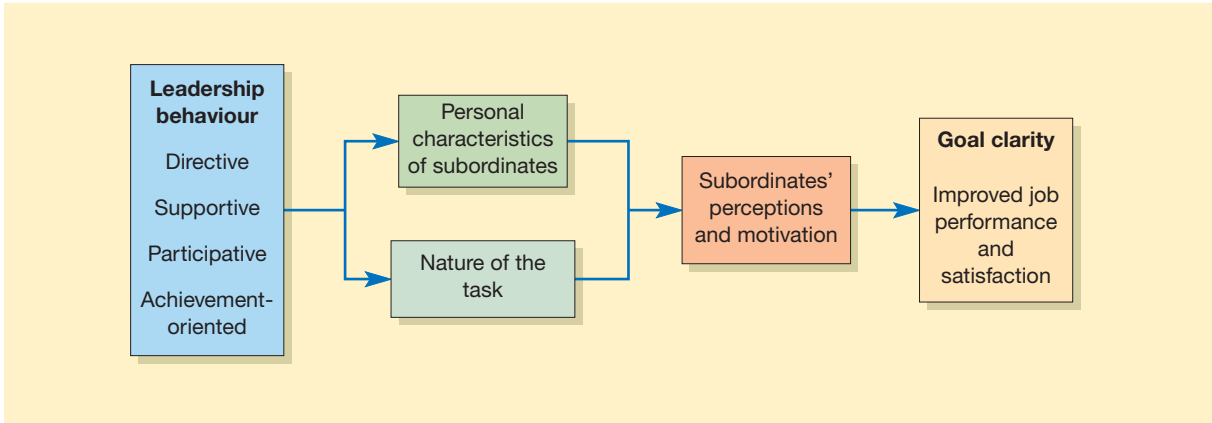 Leadership
behaviour
Directive
Supportive
Participative
Achievement-
oriented
Personal
characteristics
of subordinates
Nature of the
task
Subordinates’
perceptions
and motivation
Goal clarity
Improved job
performance
and
satisfaction